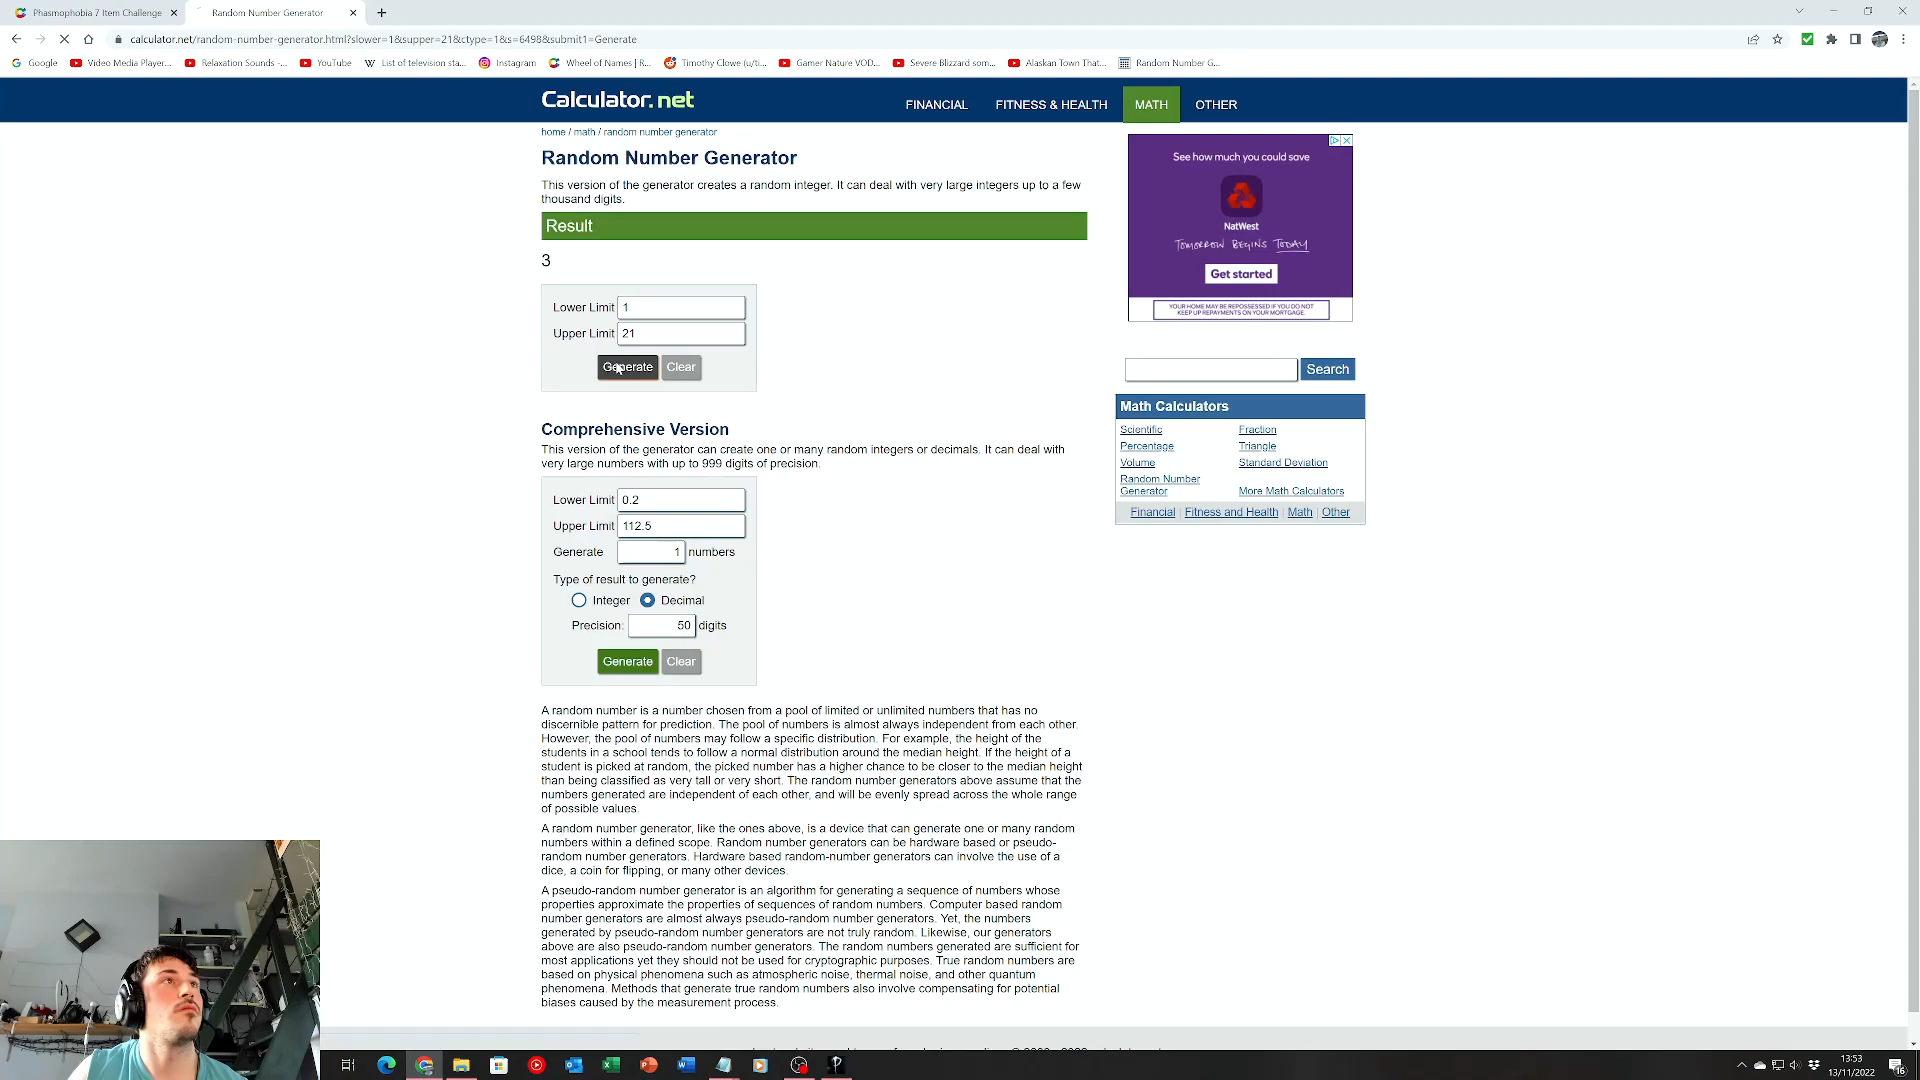 Phasmophobia 7 Item Challenge
Random Number Generator
calculator.net/random-number-generator.html?slower=1&supper=21&ctype=1&s=6498&submit1=Generate
Google
Video Media Player...
Relaxation Sounds -...
YouTube
List of television sta...
Instagram
Wheel of Names | R...
Timothy Clowe (u/ti...
Gamer Nature VOD...
Severe Blizzard som...
Alaskan Town That...
Random Number G...
Calculator.net
FINANCIAL
FITNESS & HEALTH
MATH
OTHER
home / math / random number generator
Random Number Generator
This version of the generator creates a random integer. It can deal with very large integers up to a few
thousand digits.
Result
3
Lower Limit 1
Upper Limit 21
Generate Clear
Comprehensive Version
This version of the generator can create one or many random integers or decimals. It can deal with
very large numbers with up to 999 digits of precision.
Lower Limit 0.2
Upper Limit 112.5
Generate 1 numbers
Type of result to generate?
Integer Decimal
Precision: 50 digits
Generate Clear
A random number is a number chosen from a pool of limited or unlimited numbers that has no
discernible pattern for prediction. The pool of numbers is almost always independent from each other.
However, the pool of numbers may follow a specific distribution. For example, the height of the
students in a school tends to follow a normal distribution around the median height. If the height of a
student is picked at random, the picked number has a higher chance to be closer to the median height
than being classified as very tall or very short. The random number generators above assume that the
numbers generated are independent of each other, and will be evenly spread across the whole range
of possible values.
A random number generator, like the ones above, is a device that can generate one or many random
numbers within a defined scope. Random number generators can be hardware based or pseudo-
random number generators. Hardware based random-number generators can involve the use of a
dice, a coin for flipping, or many other devices.
A pseudo-random number generator is an algorithm for generating a sequence of numbers whose
properties approximate the properties of sequences of random numbers. Computer based random
number generators are almost always pseudo-random number generators. Yet, the numbers
generated by pseudo-random number generators are not truly random. Likewise, our generators
above are also pseudo-random number generators. The random numbers generated are sufficient for
most applications yet they should not be used for cryptographic purposes. True random numbers are
based on physical phenomena such as atmospheric noise, thermal noise, and other quantum
phenomena. Methods that generate true random numbers also involve compensating for potential
biases caused by the measurement process.
See how much you could save
NatWest
TOMORROW BEGINS TODAY
Get started
YOUR HOME MAY BE REPOSSESSED IF YOU DO NOT
KEEP UP REPAYMENTS ON YOUR MORTGAGE.
Search
Math Calculators
Scientific
Fraction
Percentage
Triangle
Volume
Standard Deviation
Random Number
Generator
More Math Calculators
Financial | Fitness and Health | Math | Other
13:53
13/11/2022
16